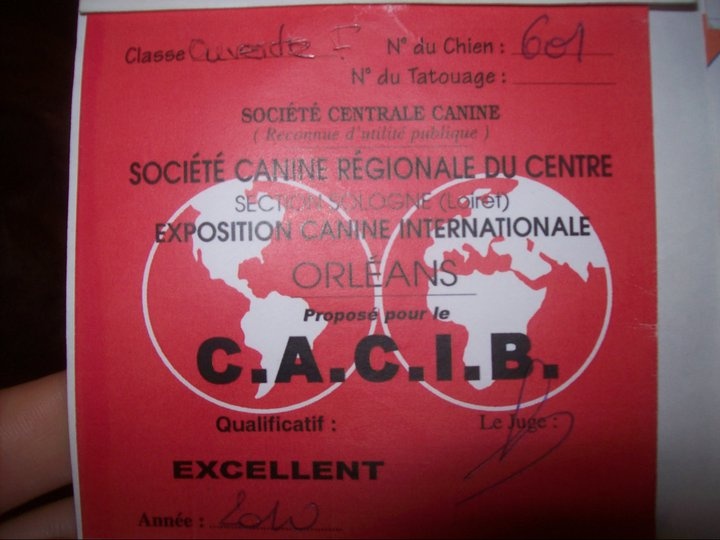 Classe Ouverte F N° du Chien : 601
N° du Tatouage :
SOCIÉTÉ CENTRALE CANINE
( Reconnue d'utilité publique )
SOCIÉTÉ CANINE RÉGIONALE DU CENTRE
SECTION SOLOGNE (Loiret)
EXPOSITION CANINE INTERNATIONALE
ORLÉANS
Proposé pour le
C.A.C.I.B.
Qualificatif : Le Juge :
EXCELLENT
Année : 2010